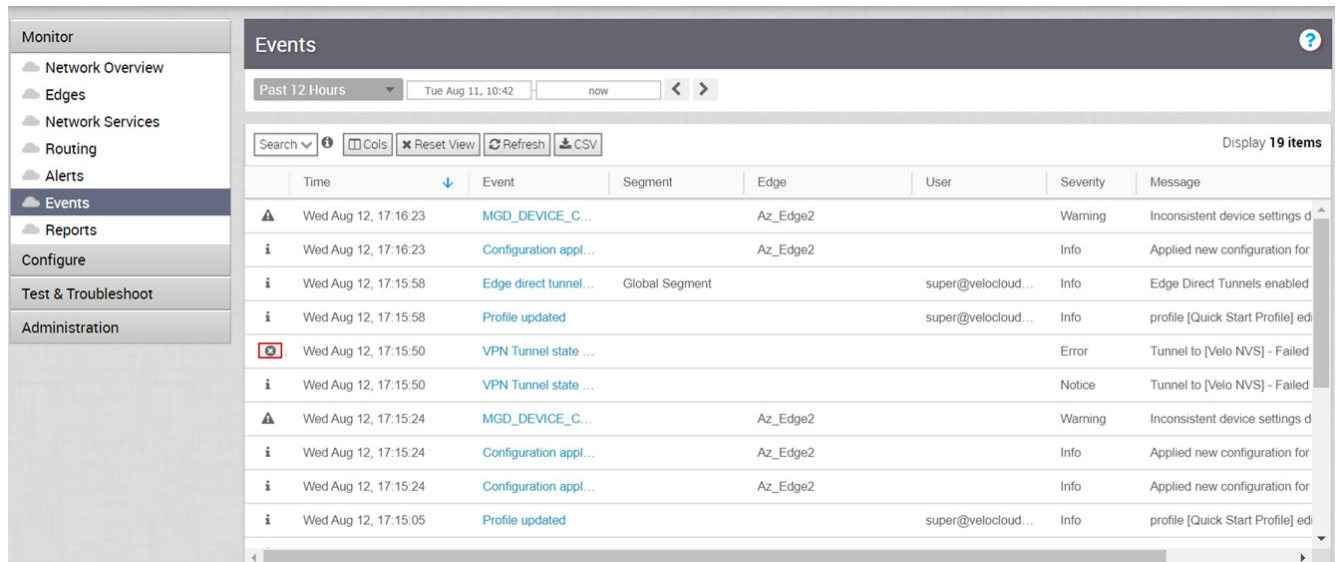 Monitor
Network Overview
Edges
Network Services
Routing
Alerts
Events
Reports
Configure
Test & Troubleshoot
Administration
Events ?
Past 12 Hours Tue Aug 11, 10:42 - now < >
Search Cols Reset View Refresh CSV Display 19 items
Time Event Segment Edge User Severity Message
Wed Aug 12, 17:16:23 MGD_DEVICE_C... Az_Edge2 Warning Inconsistent device settings d
Wed Aug 12, 17:16:23 Configuration appl... Az_Edge2 Info Applied new configuration for
Wed Aug 12, 17:15:58 Edge direct tunnel... Global Segment super@velocloud... Info Edge Direct Tunnels enabled
Wed Aug 12, 17:15:58 Profile updated super@velocloud... Info profile [Quick Start Profile] edi
Wed Aug 12, 17:15:50 VPN Tunnel state ... Error Tunnel to [Velo NVS] - Failed
Wed Aug 12, 17:15:50 VPN Tunnel state ... Notice Tunnel to [Velo NVS] - Failed
Wed Aug 12, 17:15:24 MGD_DEVICE_C... Az_Edge2 Warning Inconsistent device settings d
Wed Aug 12, 17:15:24 Configuration appl... Az_Edge2 Info Applied new configuration for
Wed Aug 12, 17:15:24 Configuration appl... Az_Edge2 Info Applied new configuration for
Wed Aug 12, 17:15:05 Profile updated super@velocloud... Info profile [Quick Start Profile] edi